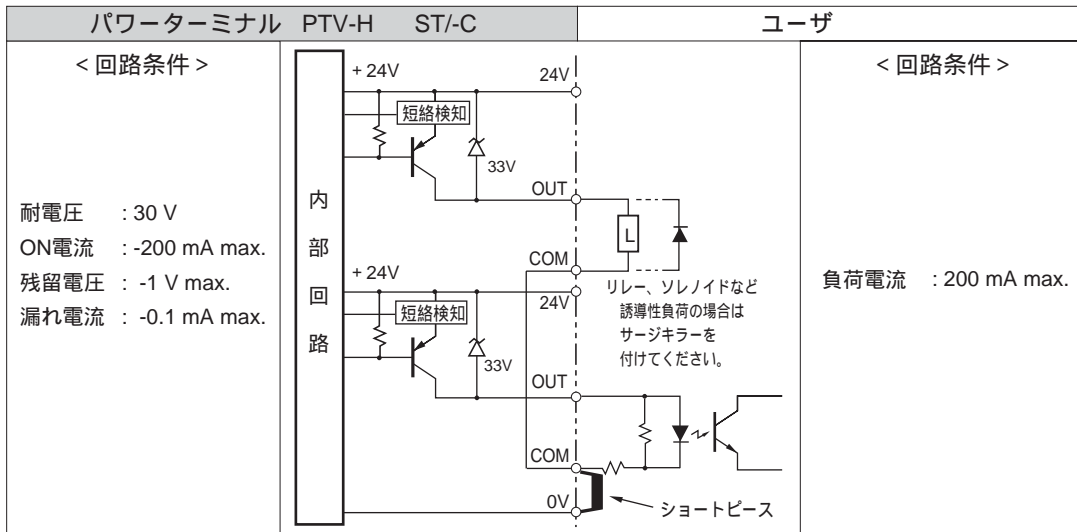 パワーターミナル PTV-H ST/-C
ユーザ
< 回路条件 >
耐電圧 : 30 V
ON電流 : -200 mA max.
残留電圧 : -1 V max.
漏れ電流 : -0.1 mA max.
内部回路
+ 24V
24V
短絡検知
33V
OUT
L
COM
+ 24V
24V
短絡検知
33V
OUT
COM
0V
リレー、ソレノイドなど
誘導性負荷の場合は
サージキラーを
付けてください。
ショートピース
< 回路条件 >
負荷電流 : 200 mA max.